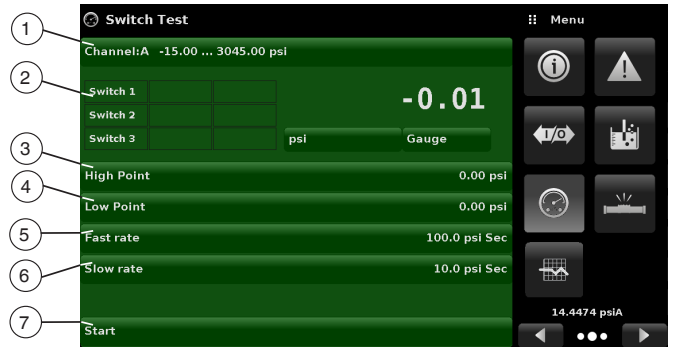 Switch Test
Menu
1
Channel:A -15.00 ... 3045.00 psi
2
Switch 1
Switch 2
Switch 3
-0.01
psi
Gauge
I/O
3
High Point 0.00 psi
4
Low Point 0.00 psi
5
Fast rate 100.0 psi Sec
6
Slow rate 10.0 psi Sec
14.4474 psiA
7
Start